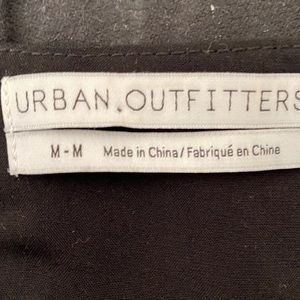 URBAN.OUTFITTERS
M - M Made in China / Fabriqué en Chine